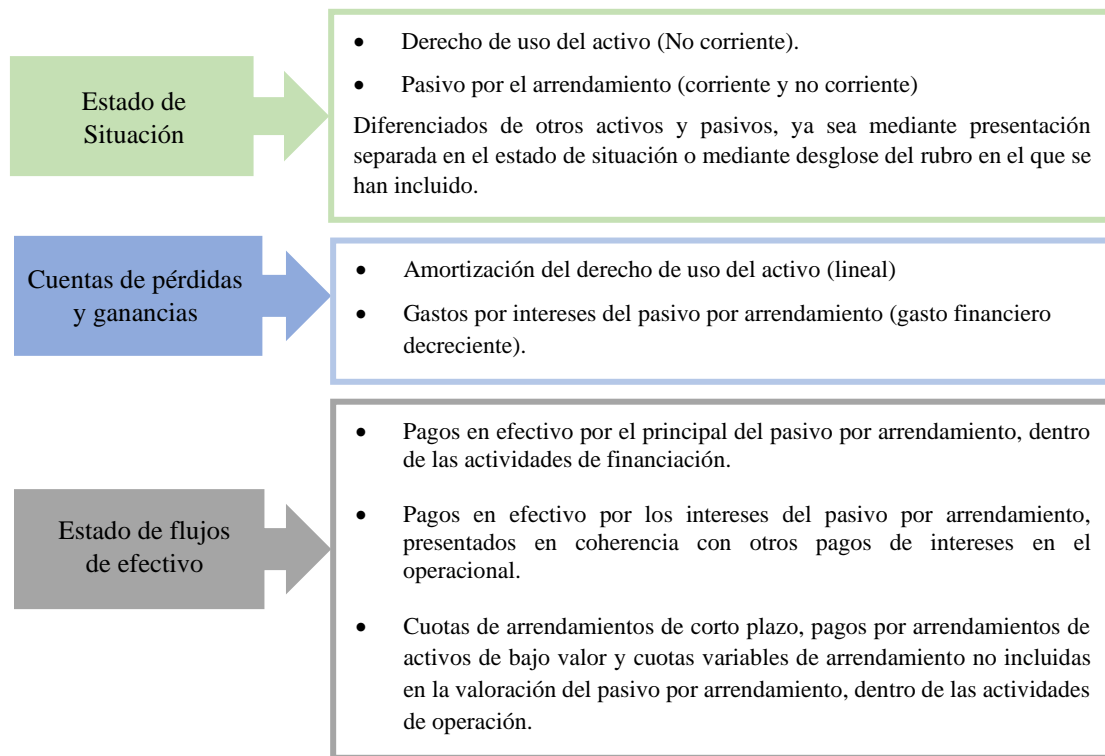 Estado de
Situación
• Derecho de uso del activo (No corriente).
• Pasivo por el arrendamiento (corriente y no corriente)
Diferenciados de otros activos y pasivos, ya sea mediante presentación
separada en el estado de situación o mediante desglose del rubro en el que se
han incluido.
Cuentas de pérdidas
y ganancias
• Amortización del derecho de uso del activo (lineal)
• Gastos por intereses del pasivo por arrendamiento (gasto financiero
decreciente).
Estado de flujos
de efectivo
• Pagos en efectivo por el principal del pasivo por arrendamiento, dentro
de las actividades de financiación.
• Pagos en efectivo por los intereses del pasivo por arrendamiento,
presentados en coherencia con otros pagos de intereses en el
operacional.
• Cuotas de arrendamientos de corto plazo, pagos por arrendamientos de
activos de bajo valor y cuotas variables de arrendamiento no incluidas
en la valoración del pasivo por arrendamiento, dentro de las actividades
de operación.